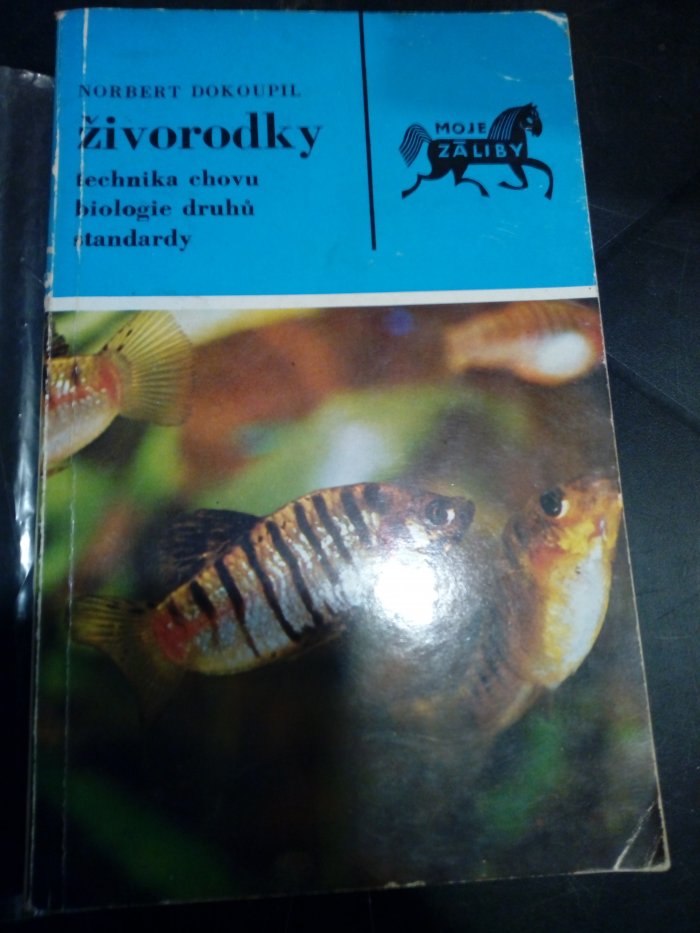 NORBERT DOKOUPIL
živorodky
technika chovu
biologie druhů
standardy
MOJE
ZÁLIBY